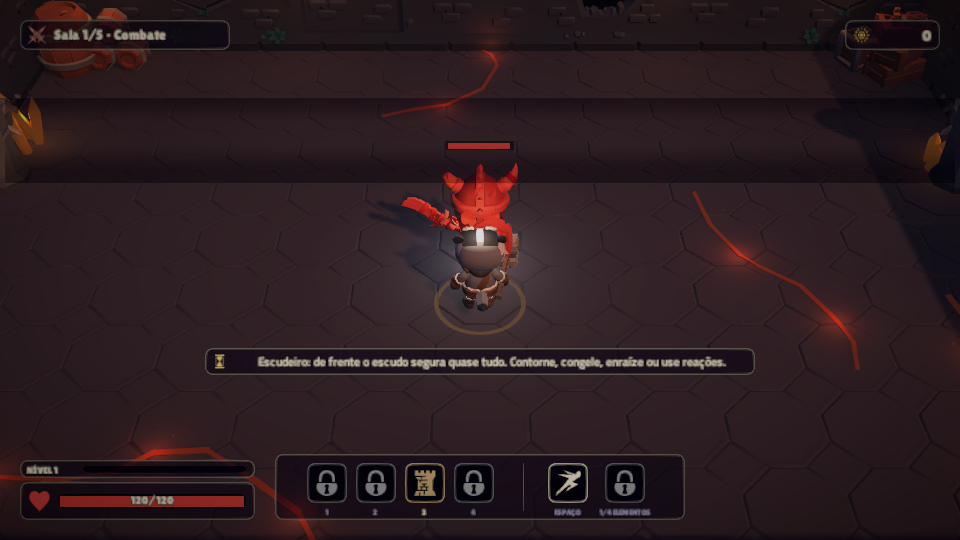 Sala 1/5 - Combate
0
Escudeiro: de frente o escudo segura quase tudo. Contorne, congele, enraíze ou use reações.
NÍVEL 1
120/120
1
2
3
4
ESPAÇO
1/4 ELEMENTOS